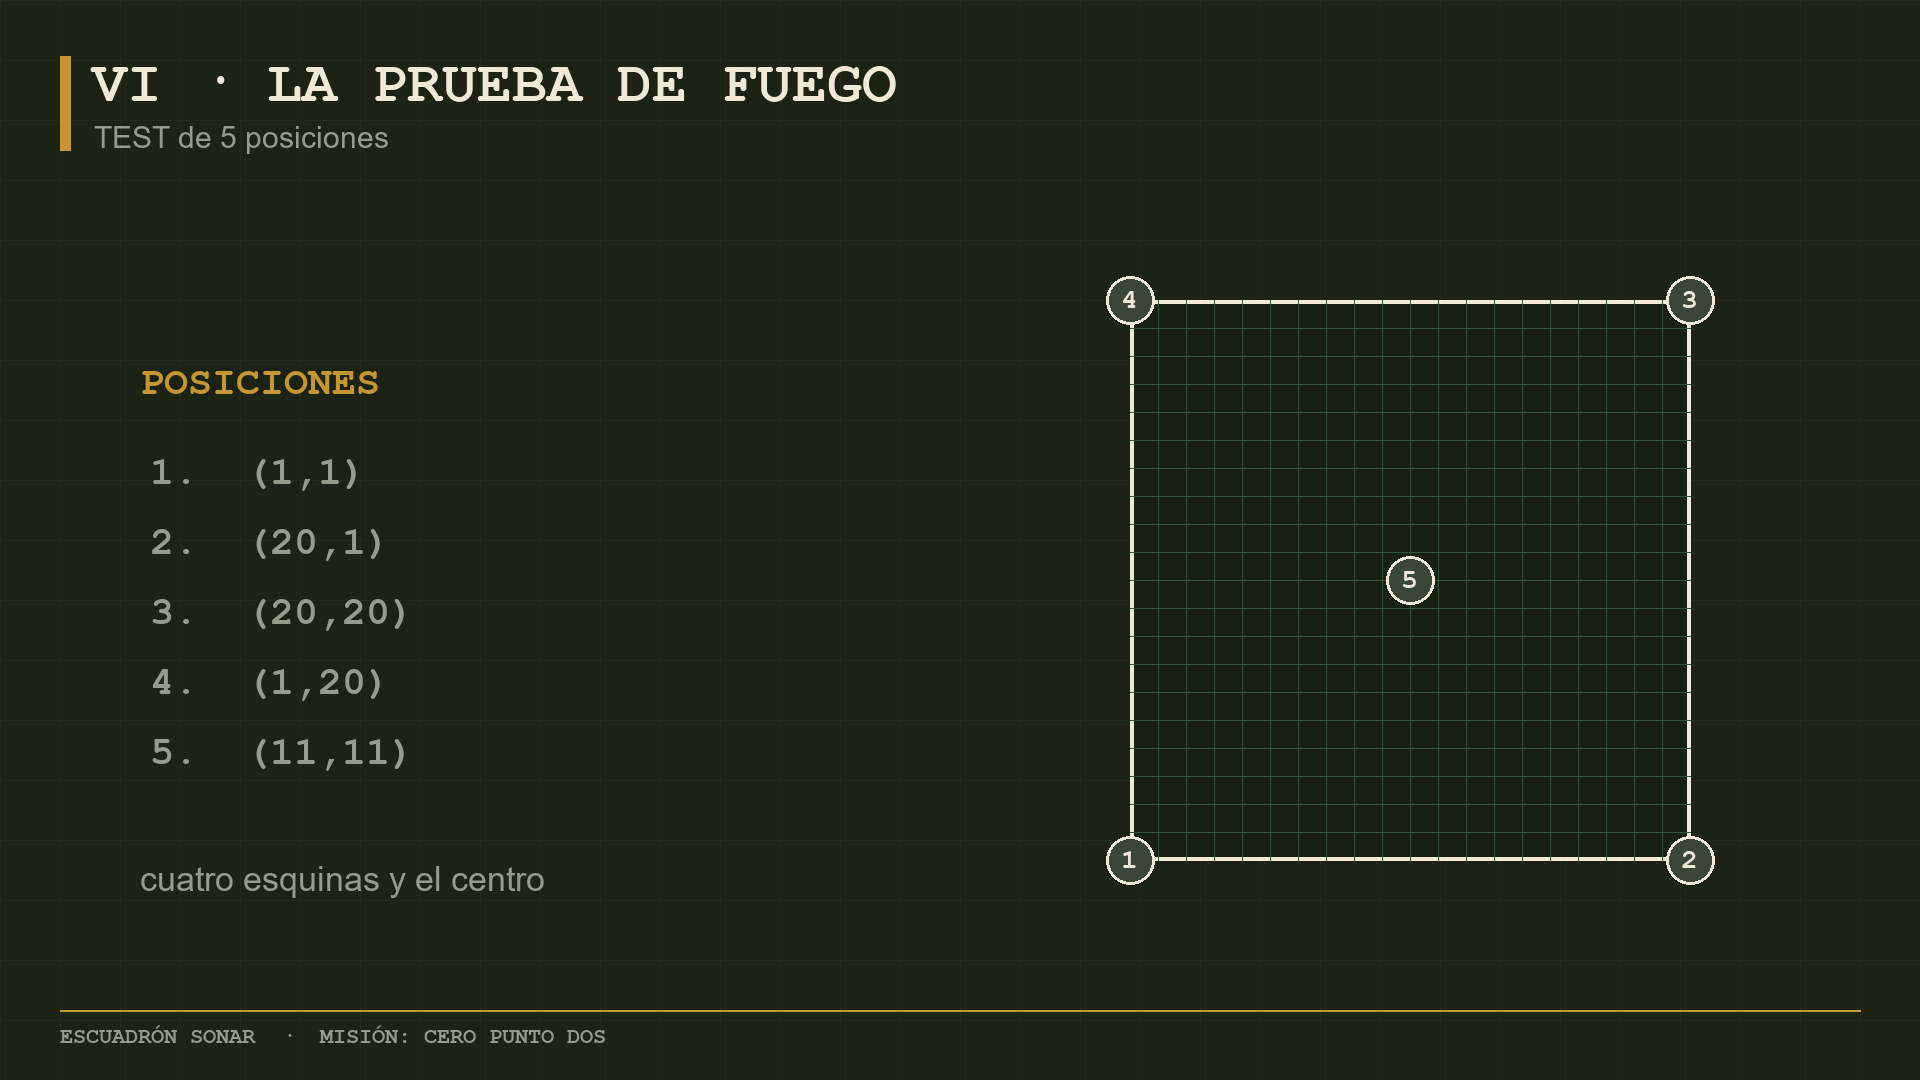 VI · LA PRUEBA DE FUEGO
TEST de 5 posiciones
POSICIONES
1. (1,1)
2. (20,1)
3. (20,20)
4. (1,20)
5. (11,11)
cuatro esquinas y el centro
4
3
5
1
2
ESCUADRÓN SONAR · MISIÓN: CERO PUNTO DOS